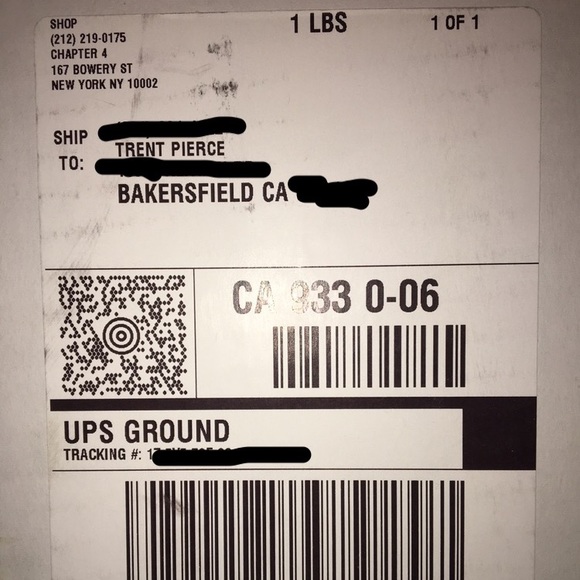 SHOP
(212) 219-0175
CHAPTER 4
167 BOWERY ST
NEW YORK NY 10002
1 LBS
1 OF 1
SHIP
TO:
TRENT PIERCE
BAKERSFIELD CA
CA 933 0-06
UPS GROUND
TRACKING #: